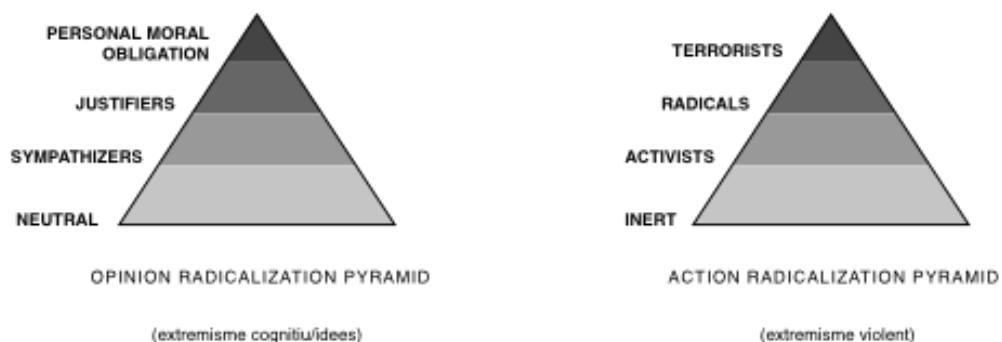 PERSONAL MORAL
OBLIGATION
JUSTIFIERS
SYMPATHIZERS
NEUTRAL
OPINION RADICALIZATION PYRAMID
(extremisme cognitiu/idees)
TERRORISTS
RADICALS
ACTIVISTS
INERT
ACTION RADICALIZATION PYRAMID
(extremisme violent)